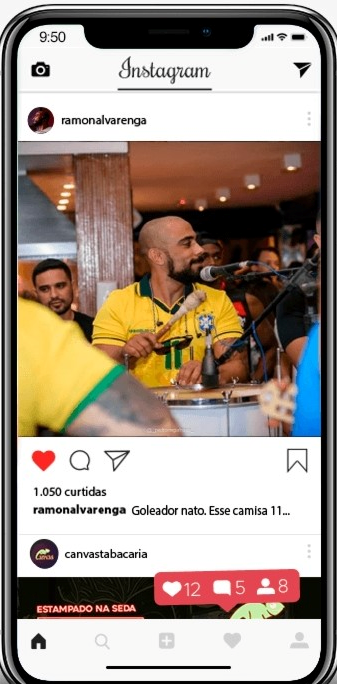 9:50
Instagram
ramonalvarenga
11
1.050 curtidas
ramonalvarenga Goleador nato. Esse camisa 11...
canvastabacaria
ESTAMPADO NA SEDA
12 5 8